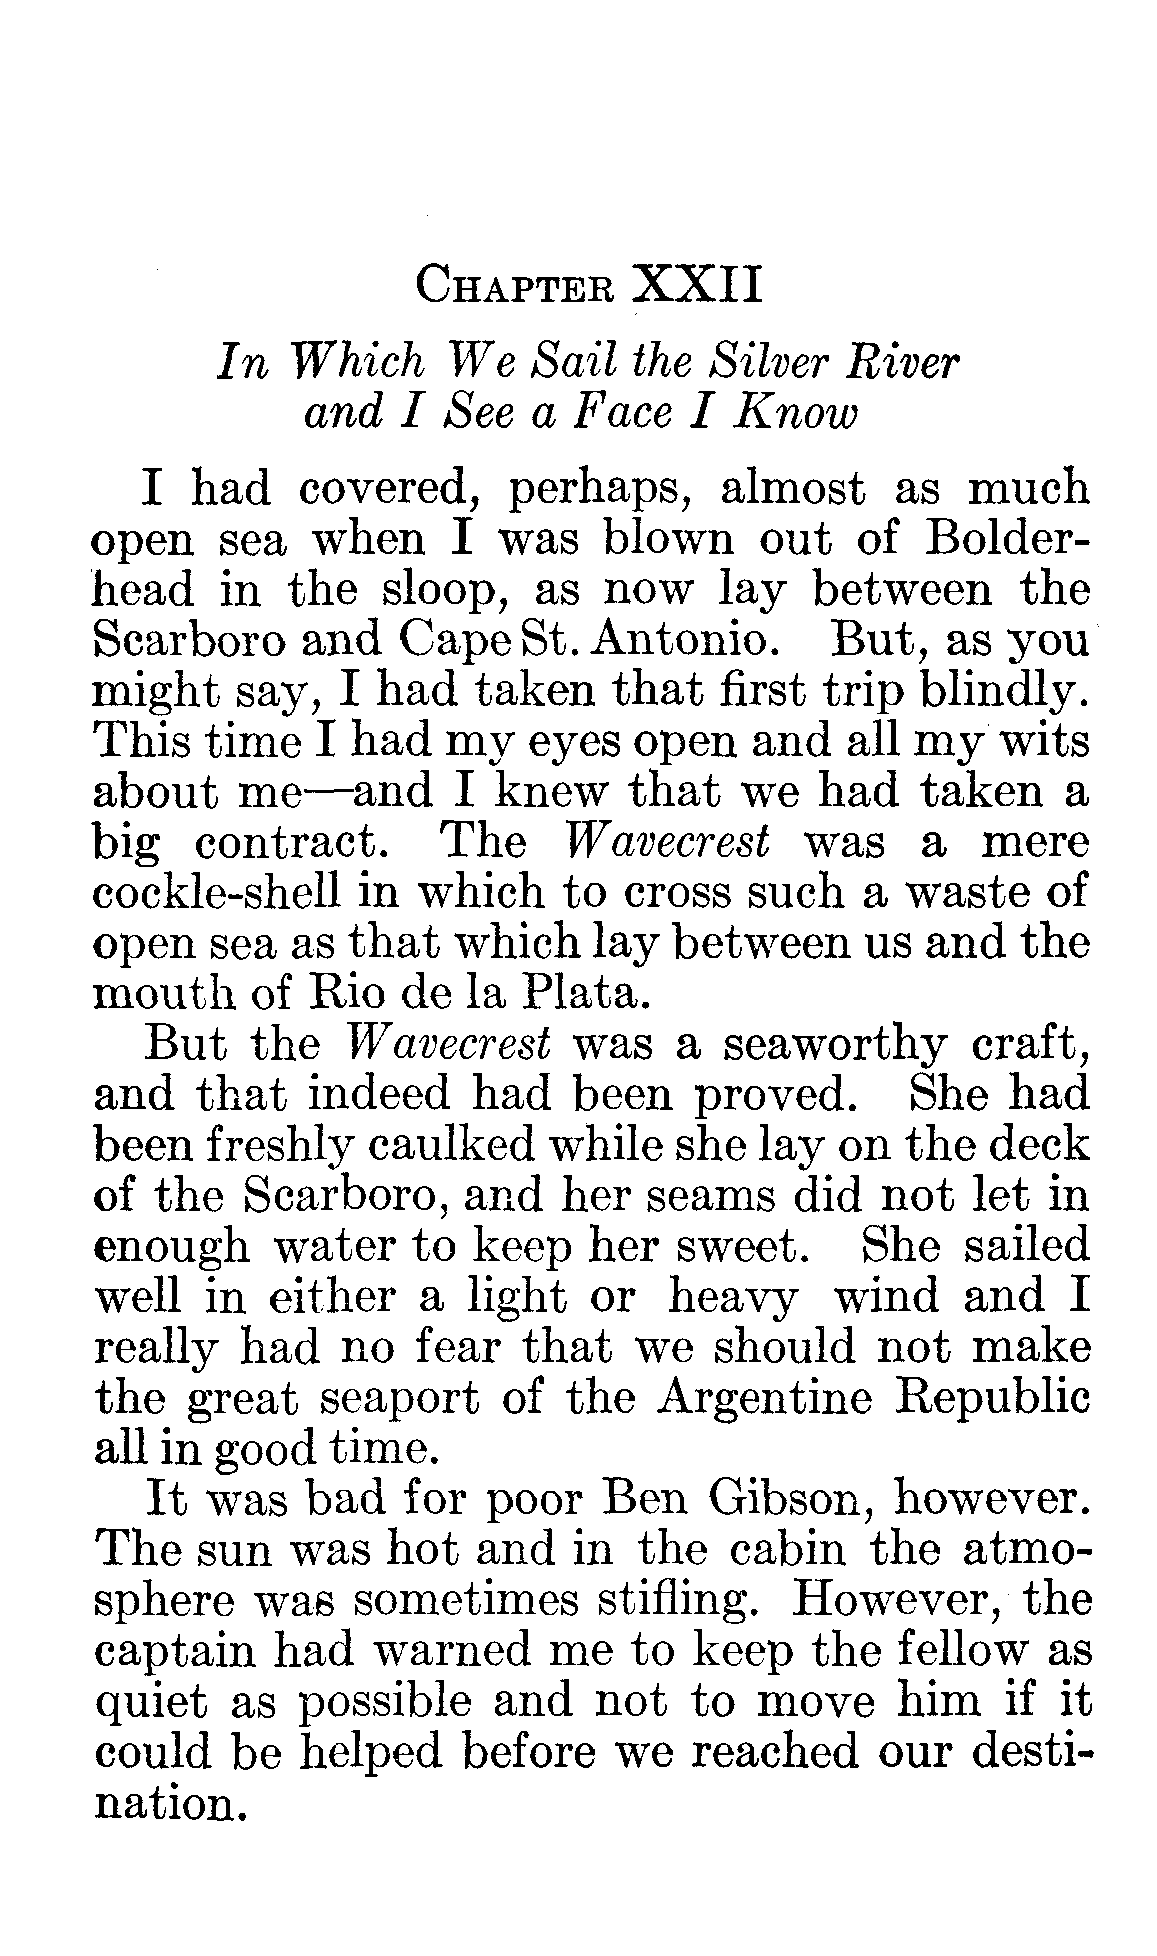 Chapter XXII
In Which We Sail the Silver River
and I See a Face I Know
I had covered, perhaps, almost as much
open sea when I was blown out of Bolder-
head in the sloop, as now lay between the
Scarboro and Cape St. Antonio. But, as you
might say, I had taken that first trip blindly.
This time I had my eyes open and all my wits
about me—and I knew that we had taken a
big contract. The Wavecrest was a mere
cockle-shell in which to cross such a waste of
open sea as that which lay between us and the
mouth of Rio de la Plata.
But the Wavecrest was a seaworthy craft,
and that indeed had been proved. She had
been freshly caulked while she lay on the deck
of the Scarboro, and her seams did not let in
enough water to keep her sweet. She sailed
well in either a light or heavy wind and I
really had no fear that we should not make
the great seaport of the Argentine Republic
all in good time.
It was bad for poor Ben Gibson, however.
The sun was hot and in the cabin the atmo-
sphere was sometimes stifling. However, the
captain had warned me to keep the fellow as
quiet as possible and not to move him if it
could be helped before we reached our desti-
nation.